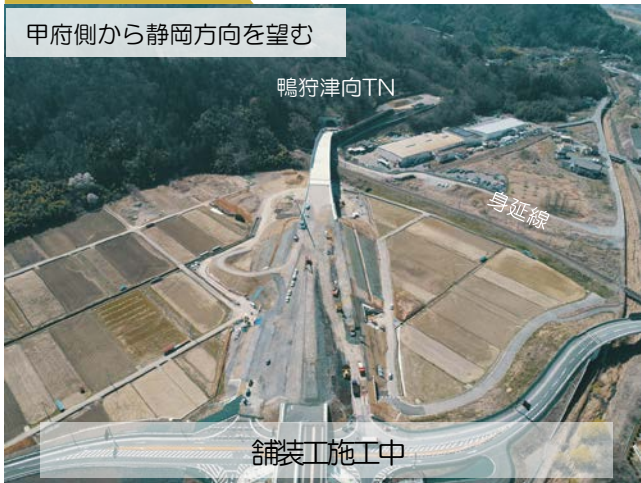 甲府側から静岡方向を望む
鴨狩津向TN
身延線
舗装工施工中